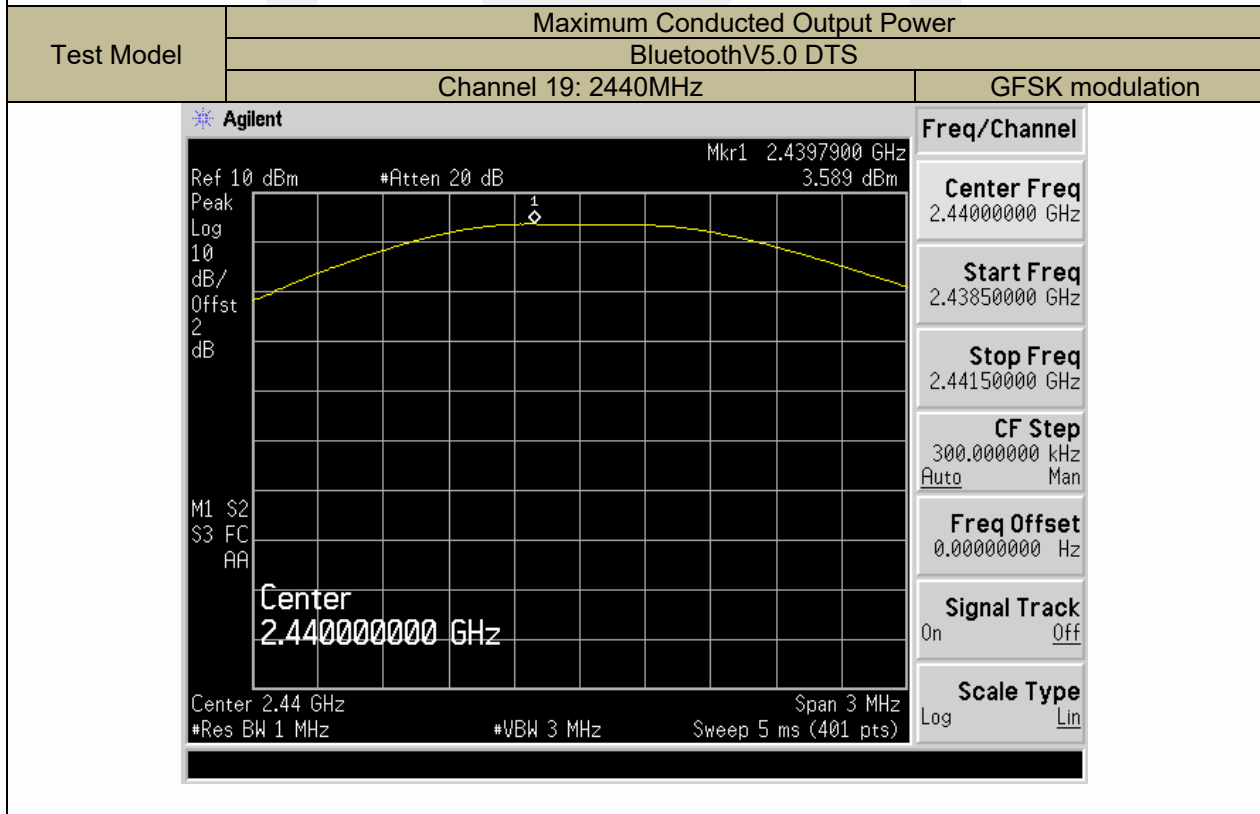 Test Model
Maximum Conducted Output Power
BluetoothV5.0 DTS
Channel 19: 2440MHz
GFSK modulation
Agilent
Freq/Channel
Mkr1 2.4397900 GHz
Ref 10 dBm #Atten 20 dB 3.589 dBm
Peak
Log
10
dB/
Offst
2
dB
1
M1 S2
S3 FC
AA
Center
2.440000000 GHz
Center 2.44 GHz Span 3 MHz
#Res BW 1 MHz #VBW 3 MHz Sweep 5 ms (401 pts)
Center Freq
2.44000000 GHz
Start Freq
2.43850000 GHz
Stop Freq
2.44150000 GHz
CF Step
300.000000 kHz
Auto Man
Freq Offset
0.00000000 Hz
Signal Track
On Off
Scale Type
Log Lin